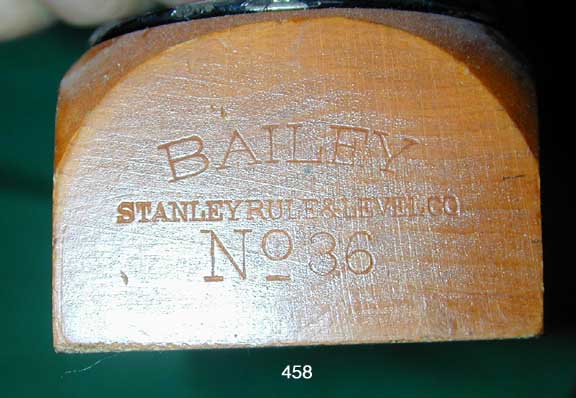 BAILEY
STANLEY RULE & LEVEL CO
No 36
458